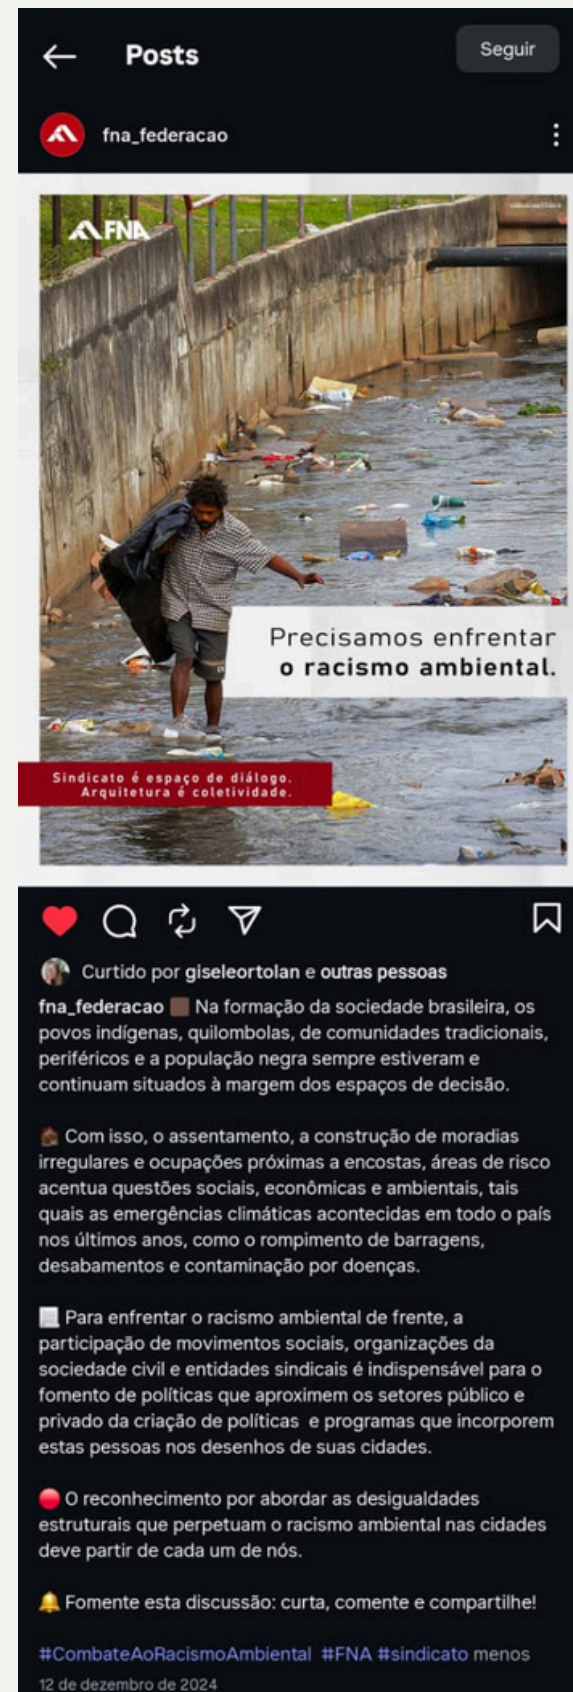 Posts
Seguir
fna_federacao
FNA
Precisamos enfrentar
o racismo ambiental.
Sindicato é espaço de diálogo.
Arquitetura é coletividade.
Curtido por giseleortolan e outras pessoas
fna_federacao 🏿 Na formação da sociedade brasileira, os
povos indígenas, quilombolas, de comunidades tradicionais,
periféricos e a população negra sempre estiveram e
continuam situados à margem dos espaços de decisão.
🏚 Com isso, o assentamento, a construção de moradias
irregulares e ocupações próximas a encostas, áreas de risco
acentua questões sociais, econômicas e ambientais, tais
quais as emergências climáticas acontecidas em todo o país
nos últimos anos, como o rompimento de barragens,
desabamentos e contaminação por doenças.
📃 Para enfrentar o racismo ambiental de frente, a
participação de movimentos sociais, organizações da
sociedade civil e entidades sindicais é indispensável para o
fomento de políticas que aproximem os setores público e
privado da criação de políticas e programas que incorporem
estas pessoas nos desenhos de suas cidades.
🔴 O reconhecimento por abordar as desigualdades
estruturais que perpetuam o racismo ambiental nas cidades
deve partir de cada um de nós.
🔔 Fomente esta discussão: curta, comente e compartilhe!
#CombateAoRacismoAmbiental #FNA #sindicato menos
12 de dezembro de 2024